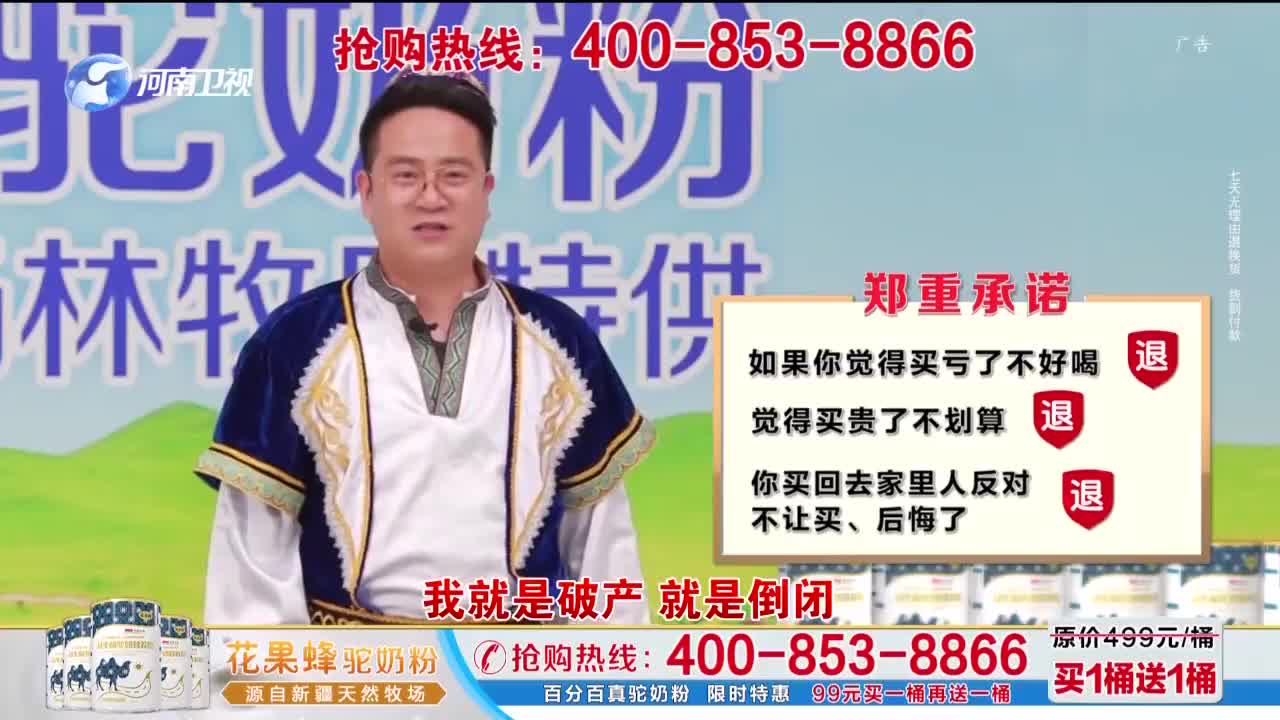 抢购热线：400-853-8866
广告
河南卫视
驼奶粉
林牧场特供
七天无理由退换货 货到付款
郑重承诺
如果你觉得买亏了不好喝 退
觉得买贵了不划算 退
你买回去家里人反对
不让买、后悔了 退
我就是破产 就是倒闭
花果蜂驼奶粉
源自新疆天然牧场
抢购热线：400-853-8866
百分百真驼奶粉 限时特惠 99元买一桶再送一桶
原价499元/桶
买1桶送1桶